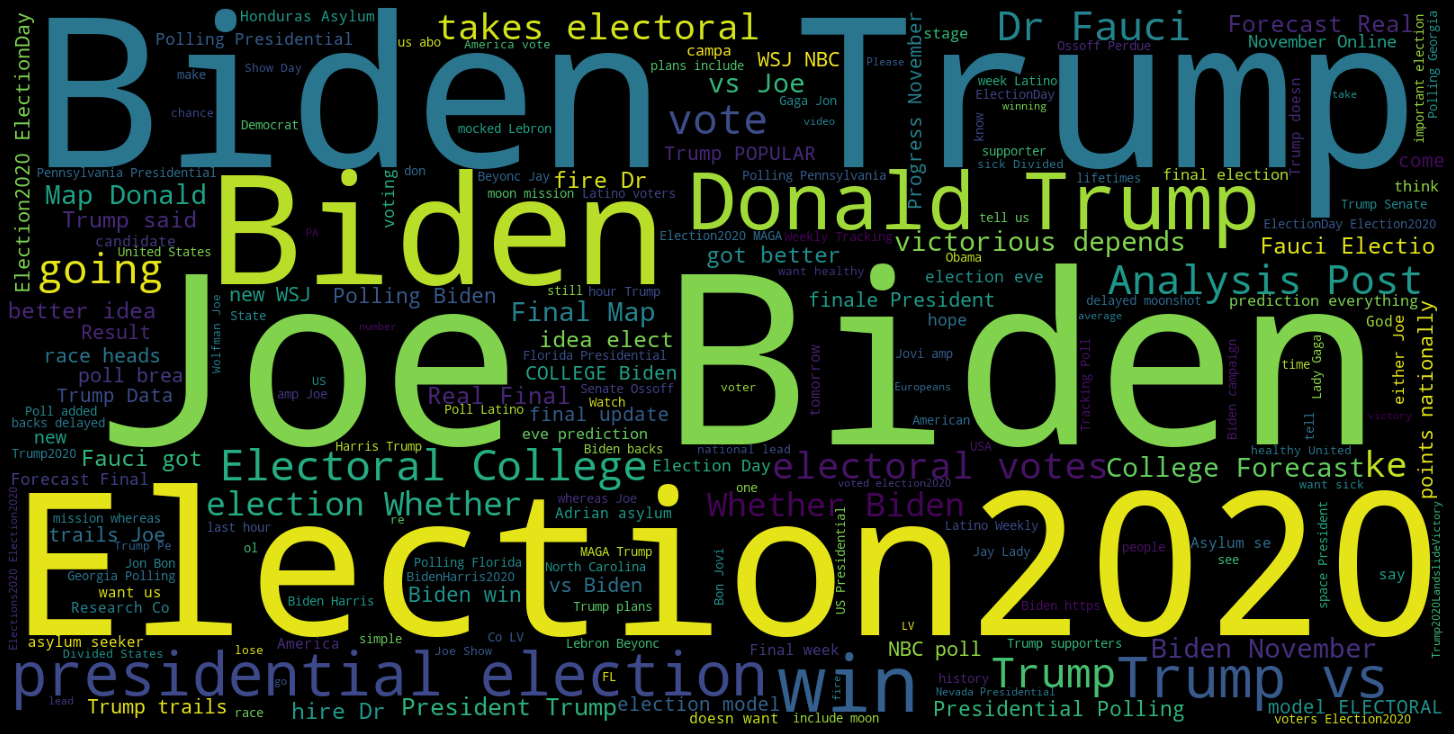 Biden Trump
Joe Biden
Election2020
Biden
Donald Trump
presidential election
win
Trump vs
Trump
Electoral College
electoral votes
Analysis Post
vote
going
takes electoral
Dr Fauci
Forecast Real
Honduras Asylum
Polling Presidential
us abo
America vote
make
Show Day
chance
Democrat
mocked Lebron
campa
plans include
WSJ NBC
vs Joe
Gaga Jon
video
Please
Trump POPULAR
Progress November
stage
Ossoff Perdue
November Online
week Latino
ElectionDay
winning
know
supporter
sick Divided
Trump doesn
take
important election
Polling Georgia
come
think
Election2020 ElectionDay
Pennsylvania Presidential
Map Donald
Trump said
candidate
United States
PA
voting
don
Beyonc Jay
moon mission
fire Dr
Latino voters
Polling Pennsylvania
lifetimes
final election
Trump Senate
tell us
ElectionDay Election2020
Election2020 MAGA
Weekly Tracking
victorious depends
Fauci Electio
got better
want healthy
Obama
election eve
delayed moonshot
prediction everything
better idea
Result
new WSJ
State
Wolfman Joe
Polling Biden
still
hour Trump
number
Final Map
finale President
hope
average
God
idea elect
race heads
poll brea
Trump Data
US
amp Joe
Florida Presidential
COLLEGE Biden
Senate Ossoff
Watch
Real Final
Poll Latino
final update
voter
tomorrow
Jovi amp
Europeans
American
Tracking Poll
Biden campaign
time
Lady Gaga
tell
either Joe
victory
points nationally
Poll added
backs delayed
new
Trump2020
Fauci got
Forecast Final
Harris Trump
eve prediction
Biden backs
national lead
Election Day
USA
College Forecast
healthy United
ke
want sick
voted election2020
election Whether
Whether Biden
whereas Joe
Adrian asylum
one
Elections2020 Election2020
mission whereas
trails Joe
Trump Pe
Jon Bon
Georgia Polling
want us
Research Co
last hour
re
ol
Polling Florida
BidenHarris2020
Biden Harris
Biden win
MAGA Trump
North Carolina
vs Biden
Trump plans
Bon Jovi
US Presidential
Latino Weekly
Jay Lady
people
Biden https
Asylum se
see
say
space President
Trump2020LandslideVictory
LV
asylum seeker
Divided States
lose
America
simple
Co LV
Joe Show
Lebron Beyonc
Final week
NBC poll
Trump supporters
Biden November
go
FL
fire
history
Nevada Presidential
lead
Trump trails
race
hire Dr
President Trump
election model
doesn want
include moon
Presidential Polling
model ELECTORAL
voters Election2020